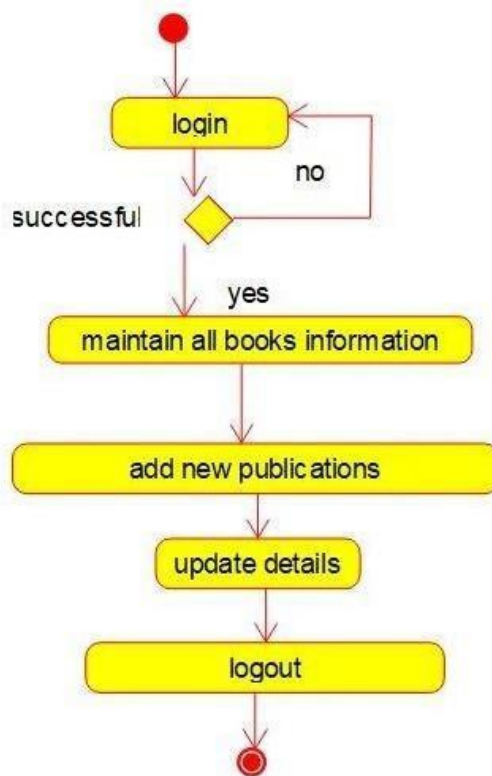 login
no
successful
yes
maintain all books information
add new publications
update details
logout